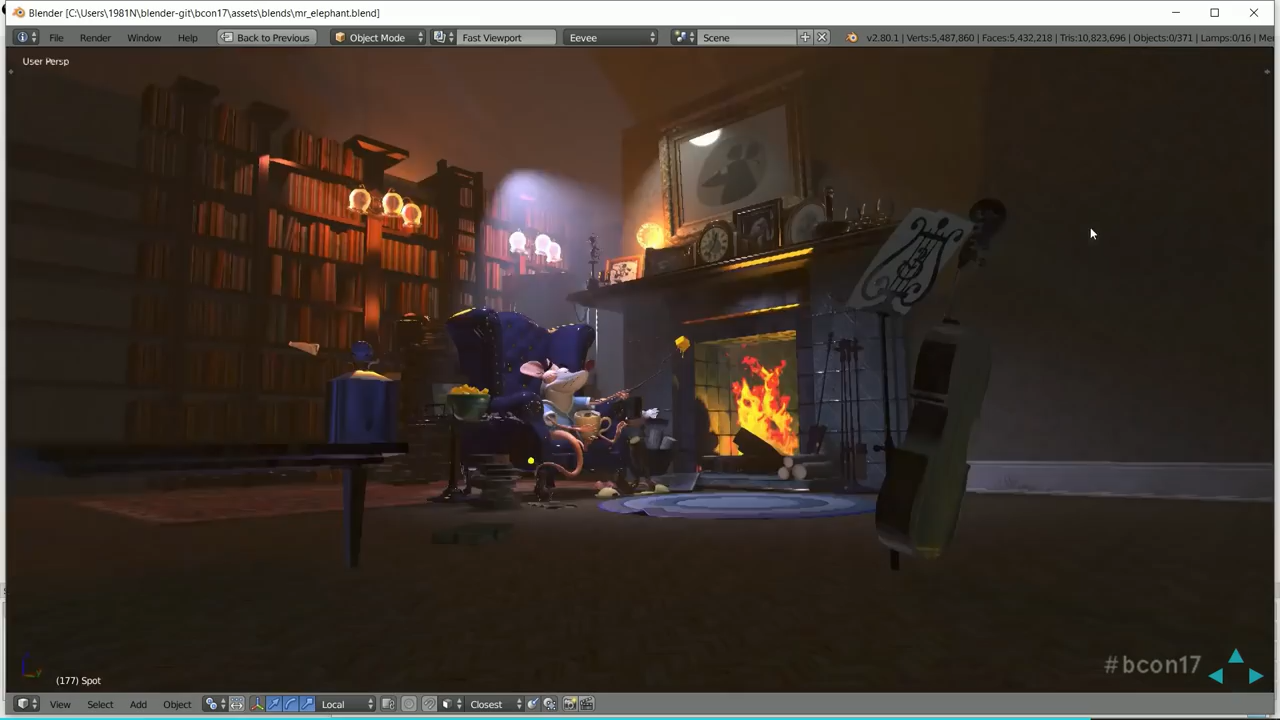 Blender [C:\Users\1981N\blender-git\bcon17\assets\blends\mr_elephant.blend]
File Render Window Help Back to Previous Object Mode Fast Viewport Eevee Scene v2.80.1 | Verts:5,487,860 | Faces:5,432,218 | Tris:10,823,696 | Objects:0/371 | Lamps:0/16 | Me
User Persp
#bcon17
(177) Spot
View Select Add Object Local Closest